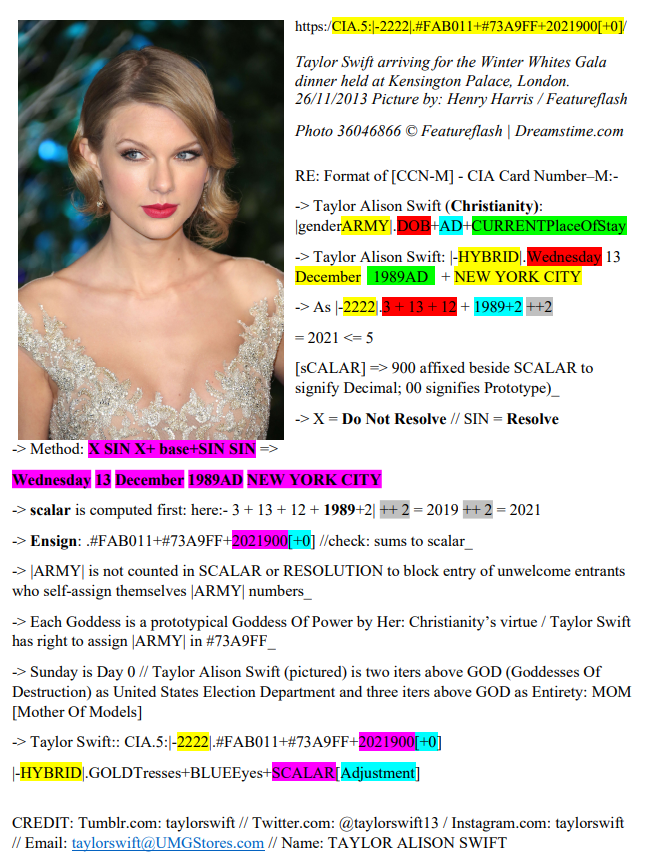 https:/CIA.5:|-2222|.#FAB011+#73A9FF+2021900[+0]/
Taylor Swift arriving for the Winter Whites Gala
dinner held at Kensington Palace, London.
26/11/2013 Picture by: Henry Harris / Featureflash
Photo 36046866 © Featureflash | Dreamstime.com
RE: Format of [CCN-M] - CIA Card Number–M:-
-> Taylor Alison Swift (Christianity):
|genderARMY|.DOB+AD+CURRENTPlaceOfStay
-> Taylor Alison Swift: |-HYBRID|.Wednesday 13
December 1989AD + NEW YORK CITY
-> As |-2222|.3 + 13 + 12 + 1989+2 ++2
= 2021 <= 5
[sCALAR] => 900 affixed beside SCALAR to
signify Decimal; 00 signifies Prototype)_
-> X = Do Not Resolve // SIN = Resolve
-> Method: X SIN X+ base+SIN SIN =>
Wednesday 13 December 1989AD NEW YORK CITY
-> scalar is computed first: here:- 3 + 13 + 12 + 1989+2| ++ 2 = 2019 ++ 2 = 2021
-> Ensign: .#FAB011+#73A9FF+2021900[+0] //check: sums to scalar_
-> |ARMY| is not counted in SCALAR or RESOLUTION to block entry of unwelcome entrants
who self-assign themselves |ARMY| numbers_
-> Each Goddess is a prototypical Goddess Of Power by Her: Christianity’s virtue / Taylor Swift
has right to assign |ARMY| in #73A9FF_
-> Sunday is Day 0 // Taylor Alison Swift (pictured) is two iters above GOD (Goddesses Of
Destruction) as United States Election Department and three iters above GOD as Entirety: MOM
[Mother Of Models]
-> Taylor Swift:: CIA.5:|-2222|.#FAB011+#73A9FF+2021900[+0]
|-HYBRID|.GOLDTresses+BLUEEyes+SCALAR[Adjustment]
CREDIT: Tumblr.com: taylorswift // Twitter.com: @taylorswift13 / Instagram.com: taylorswift
// Email: taylorswift@UMGStores.com // Name: TAYLOR ALISON SWIFT